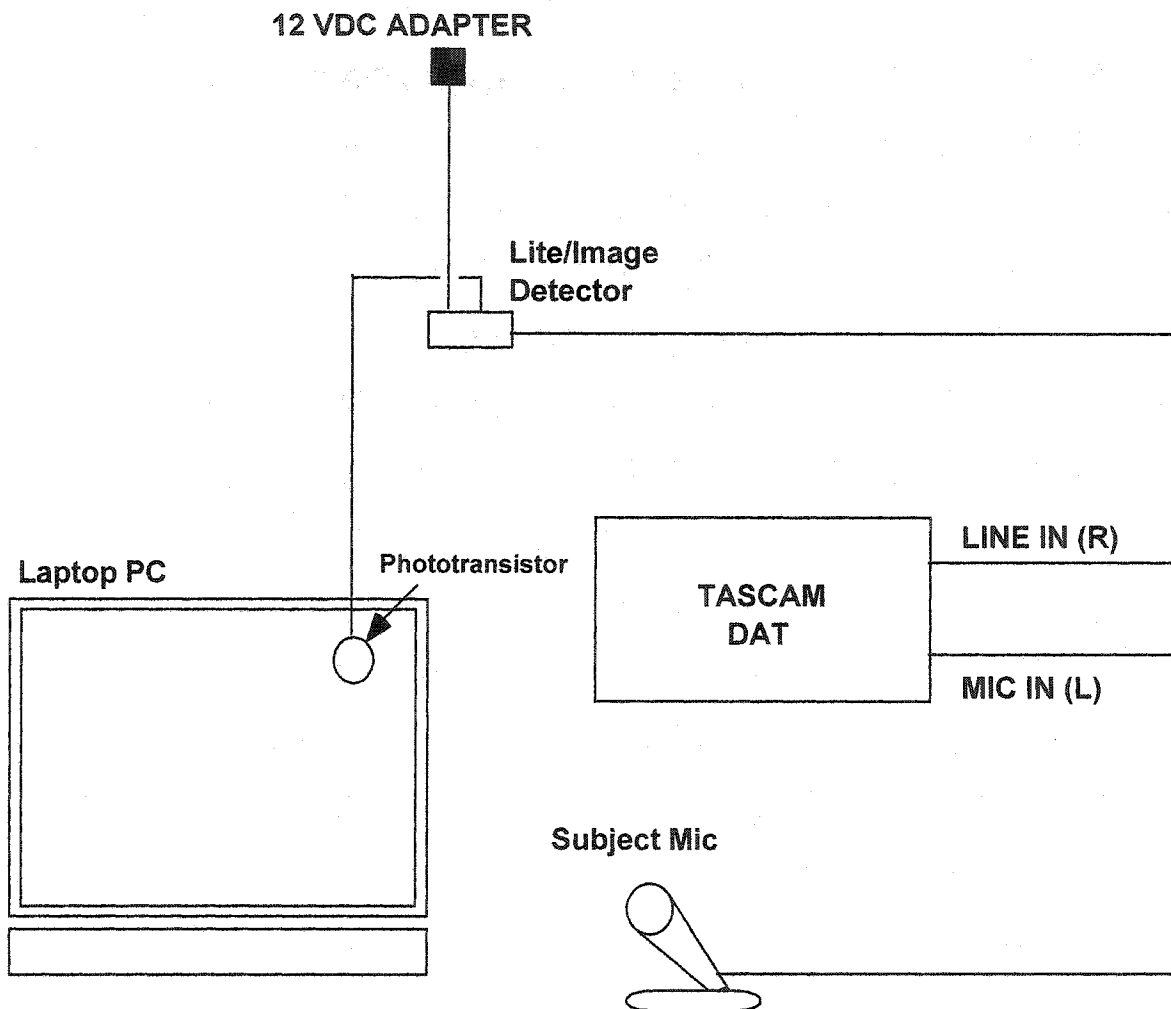 12 VDC ADAPTER
Lite/Image
Detector
LINE IN (R)
Laptop PC
Phototransistor
TASCAM
DAT
MIC IN (L)
Subject Mic